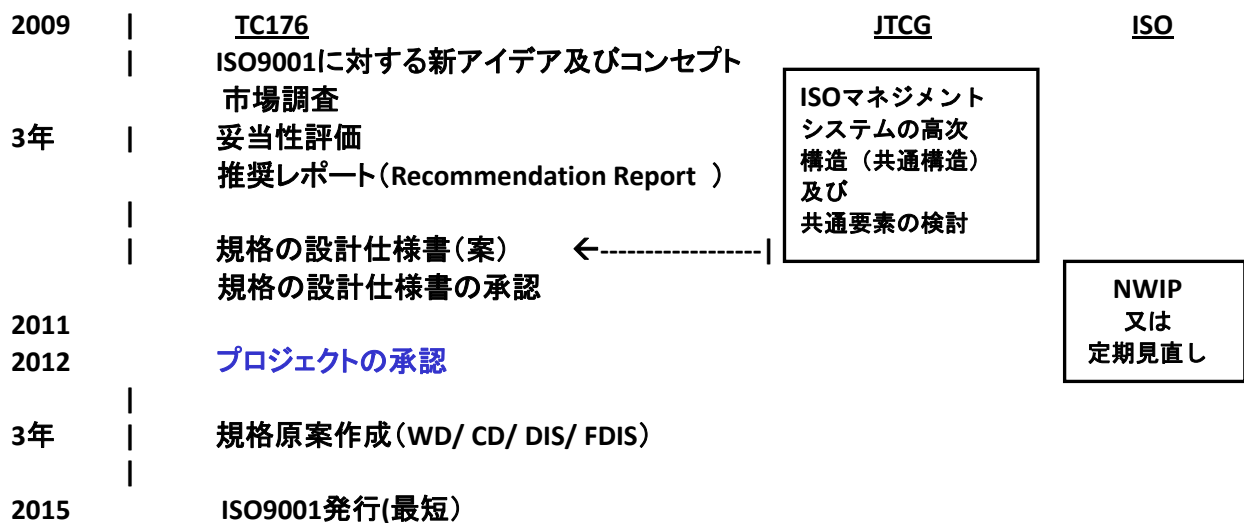 2009 | TC176 JTCG ISO
| ISO9001に対する新アイデア及びコンセプト
市場調査
3年 | 妥当性評価
推奨レポート（Recommendation Report ）
|
| 規格の設計仕様書（案） ←------------------|
規格の設計仕様書の承認
2011
2012 プロジェクトの承認
|
3年 | 規格原案作成（WD/ CD/ DIS/ FDIS）
|
2015 ISO9001発行(最短）
ISOマネジメント
システムの高次
構造（共通構造）
及び
共通要素の検討
NWIP
又は
定期見直し